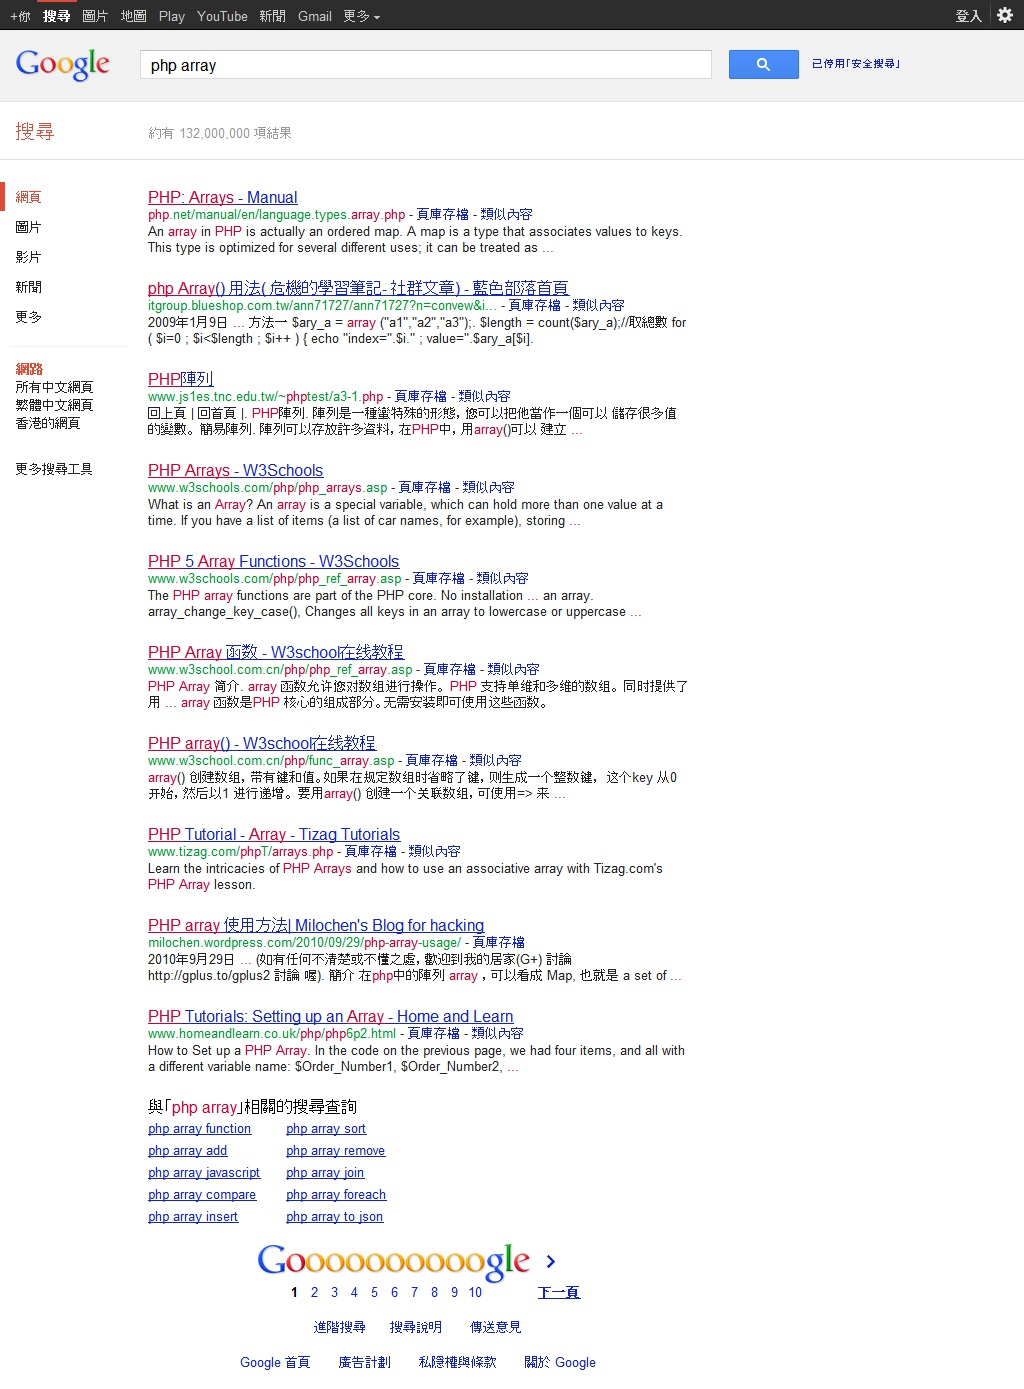 +你 搜尋 圖片 地圖 Play YouTube 新聞 Gmail 更多 登入
Google php array 已停用「安全搜尋」
搜尋 約有 132,000,000 項結果
網頁
圖片
影片
新聞
更多
網路
所有中文網頁
繁體中文網頁
香港的網頁
更多搜尋工具
PHP: Arrays - Manual
php.net/manual/en/language.types.array.php - 頁庫存檔 - 類似內容
An array in PHP is actually an ordered map. A map is a type that associates values to keys.
This type is optimized for several different uses; it can be treated as ...
php Array() 用法( 危機的學習筆記- 社群文章) - 藍色部落首頁
itgroup.blueshop.com.tw/ann71727/ann71727?n=convew&i... - 頁庫存檔 - 類似內容
2009年1月9日 ... 方法一 $ary_a = array ("a1","a2","a3");. $length = count($ary_a);//取總數 for
( $i=0 ; $i<$length ; $i++ ) { echo "index=".$i." ; value=".$ary_a[$i].
PHP陣列
www.js1es.tnc.edu.tw/~phptest/a3-1.php - 頁庫存檔 - 類似內容
回上頁 | 回首頁 |. PHP陣列. 陣列是一種蠻特殊的形態，您可以把他當作一個可以 儲存很多值
的變數。 簡易陣列. 陣列可以存放許多資料，在PHP中，用array()可以 建立 ...
PHP Arrays - W3Schools
www.w3schools.com/php/php_arrays.asp - 頁庫存檔 - 類似內容
What is an Array? An array is a special variable, which can hold more than one value at a
time. If you have a list of items (a list of car names, for example), storing ...
PHP 5 Array Functions - W3Schools
www.w3schools.com/php/php_ref_array.asp - 頁庫存檔 - 類似內容
The PHP array functions are part of the PHP core. No installation ... an array.
array_change_key_case(), Changes all keys in an array to lowercase or uppercase ...
PHP Array 函数 - W3school在线教程
www.w3school.com.cn/php/php_ref_array.asp - 頁庫存檔 - 類似內容
PHP Array 简介. array 函数允许您对数组进行操作。 PHP 支持单维和多维的数组。 同时提供了
用 ... array 函数是PHP 核心的组成部分。无需安装即可使用这些函数。
PHP array() - W3school在线教程
www.w3school.com.cn/php/func_array.asp - 頁庫存檔 - 類似內容
array() 创建数组，带有键和值。如果在规定数组时省略了键，则生成一个整数键， 这个key 从0
开始，然后以1 进行递增。 要用array() 创建一个关联数组，可使用=> 来 ...
PHP Tutorial - Array - Tizag Tutorials
www.tizag.com/phpT/arrays.php - 頁庫存檔 - 類似內容
Learn the intricacies of PHP Arrays and how to use an associative array with Tizag.com's
PHP Array lesson.
PHP array 使用方法| Milochen's Blog for hacking
milochen.wordpress.com/2010/09/29/php-array-usage/ - 頁庫存檔
2010年9月29日 ... (如有任何不清楚或不懂之處，歡迎到我的居家(G+) 討論
http://gplus.to/gplus2 討論 喔). 簡介 在php中的陣列 array ，可以看成 Map, 也就是 a set of ...
PHP Tutorials: Setting up an Array - Home and Learn
www.homeandlearn.co.uk/php/php6p2.html - 頁庫存檔 - 類似內容
How to Set up a PHP Array. In the code on the previous page, we had four items, and all with
a different variable name: $Order_Number1, $Order_Number2, ...
與「php array」相關的搜尋查詢
php array function php array sort
php array add php array remove
php array javascript php array join
php array compare php array foreach
php array insert php array to json
Goooooooooogle
1 2 3 4 5 6 7 8 9 10 下一頁
進階搜尋 搜尋說明 傳送意見
Google 首頁 廣告計劃 私隱權與條款 關於 Google